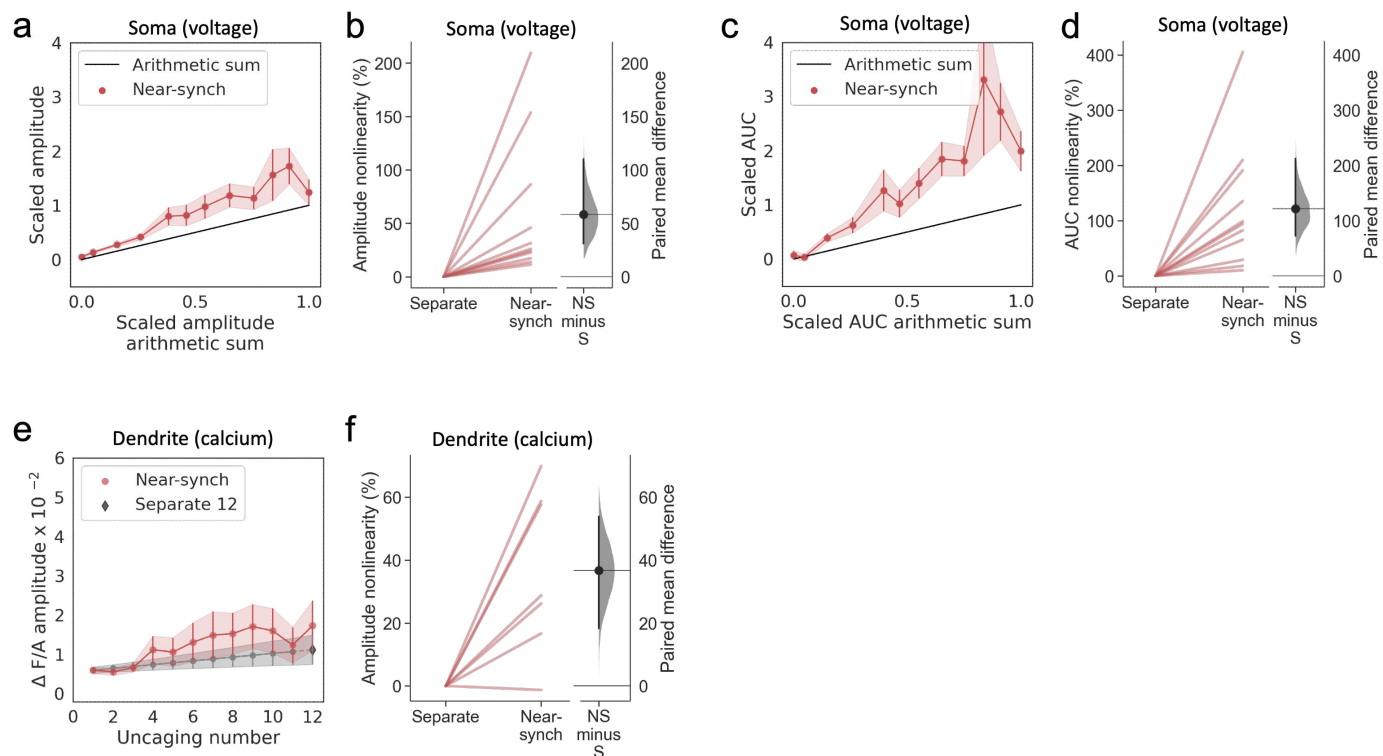 a
Soma (voltage)
4
3
2
1
0
Scaled amplitude
Arithmetic sum
Near-synch
0.0 0.5 1.0
Scaled amplitude
arithmetic sum
b
Soma (voltage)
200
150
100
50
0
Amplitude nonlinearity (%)
Separate
Near-
synch
NS
minus
S
200
150
100
50
0
Paired mean difference
c
Soma (voltage)
4
3
2
1
0
Scaled AUC
Arithmetic sum
Near-synch
0.0 0.5 1.0
Scaled AUC arithmetic sum
d
Soma (voltage)
400
300
200
100
0
AUC nonlinearity (%)
Separate
Near-
synch
NS
minus
S
400
300
200
100
0
Paired mean difference
e
Dendrite (calcium)
6
5
4
3
2
1
0
Δ F/A amplitude x 10 −2
Near-synch
Separate 12
0 2 4 6 8 10 12
Uncaging number
f
Dendrite (calcium)
60
40
20
0
Amplitude nonlinearity (%)
Separate
Near-
synch
NS
minus
S
60
40
20
0
Paired mean difference